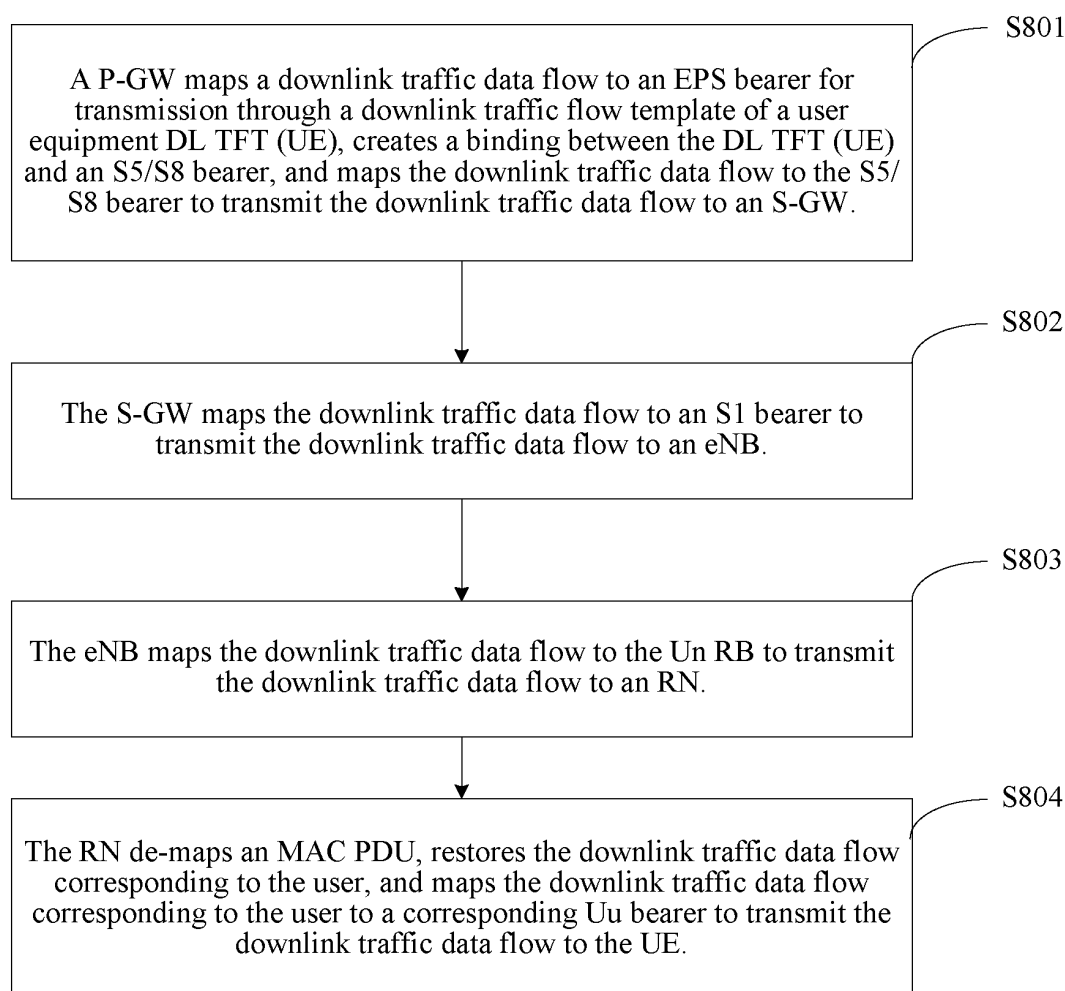 S801
A P-GW maps a downlink traffic data flow to an EPS bearer for
transmission through a downlink traffic flow template of a user
equipment DL TFT (UE), creates a binding between the DL TFT (UE)
and an S5/S8 bearer, and maps the downlink traffic data flow to the S5/
S8 bearer to transmit the downlink traffic data flow to an S-GW.
S802
The S-GW maps the downlink traffic data flow to an S1 bearer to
transmit the downlink traffic data flow to an eNB.
S803
The eNB maps the downlink traffic data flow to the Un RB to transmit
the downlink traffic data flow to an RN.
S804
The RN de-maps an MAC PDU, restores the downlink traffic data flow
corresponding to the user, and maps the downlink traffic data flow
corresponding to the user to a corresponding Uu bearer to transmit the
downlink traffic data flow to the UE.